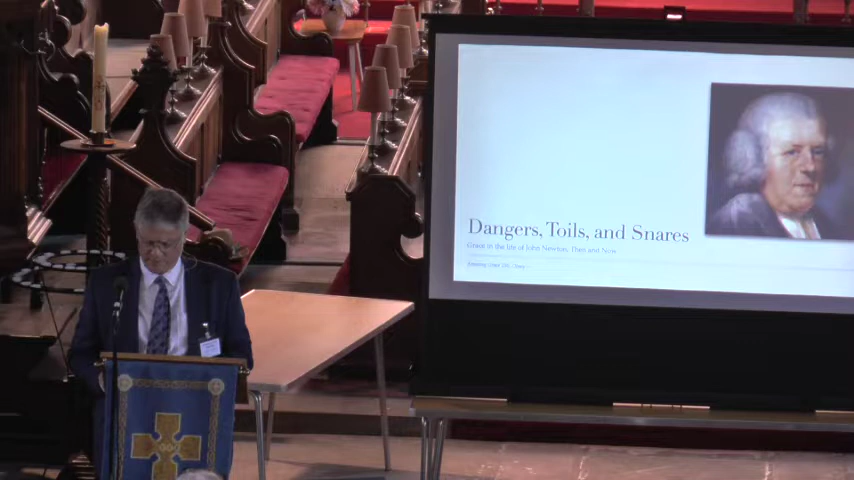 Dangers, Toils, and Snares
Grace in the life of John Newton, Then and Now